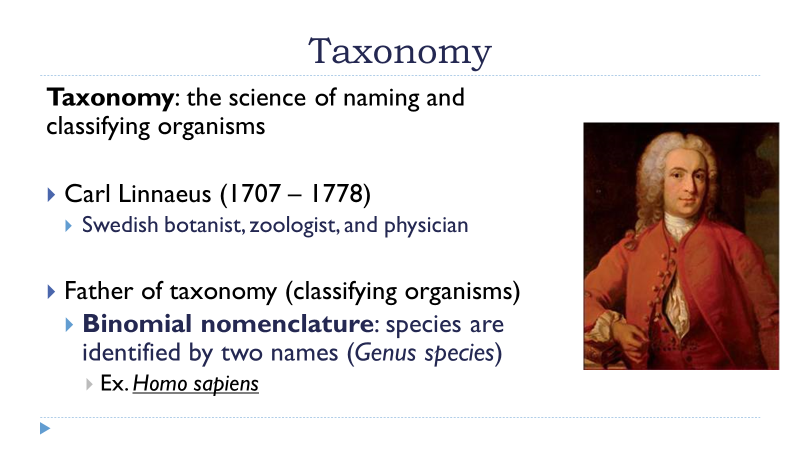 Taxonomy
Taxonomy: the science of naming and
classifying organisms
Carl Linnaeus (1707 – 1778)
Swedish botanist, zoologist, and physician
Father of taxonomy (classifying organisms)
Binomial nomenclature: species are
identified by two names (Genus species)
Ex. Homo sapiens